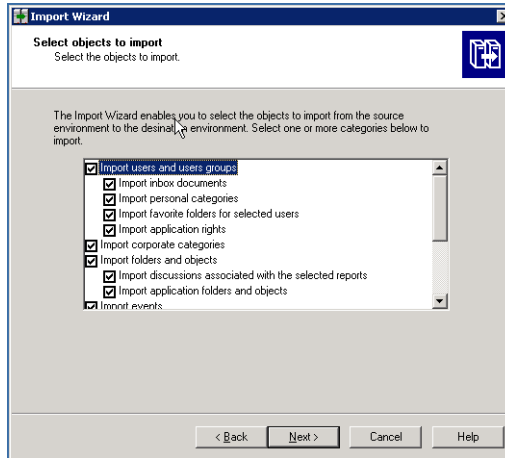 Import Wizard
Select objects to import
Select the objects to import.
The Import Wizard enables you to select the objects to import from the source
environment to the desination environment. Select one or more categories below to
import.
Import users and users groups
Import inbox documents
Import personal categories
Import favorite folders for selected users
Import application rights
Import corporate categories
Import folders and objects
Import discussions associated with the selected reports
Import application folders and objects
Import events
< Back
Next >
Cancel
Help